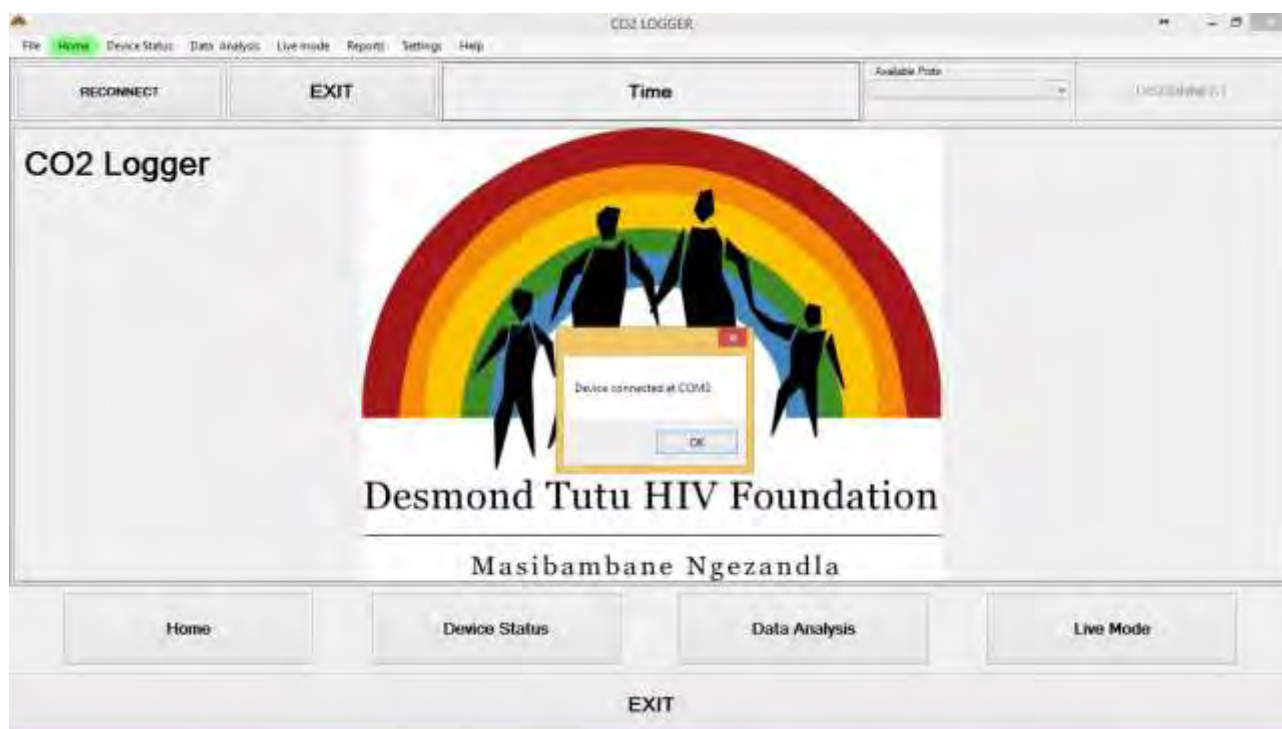 CO2 LOGGER
File Home Device Status Data Analysis Live mode Reports Settings Help
RECONNECT EXIT Time Available Ports DISCONNECT
CO2 Logger
Device connected at COM3
OK
Desmond Tutu HIV Foundation
Masibambane Ngezandla
Home Device Status Data Analysis Live Mode
EXIT